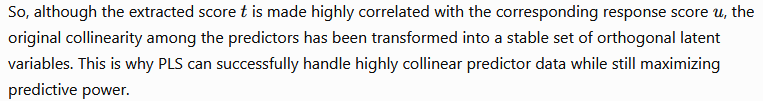 So, although the extracted score t is made highly correlated with the corresponding response score u, the
original collinearity among the predictors has been transformed into a stable set of orthogonal latent
variables. This is why PLS can successfully handle highly collinear predictor data while still maximizing
predictive power.